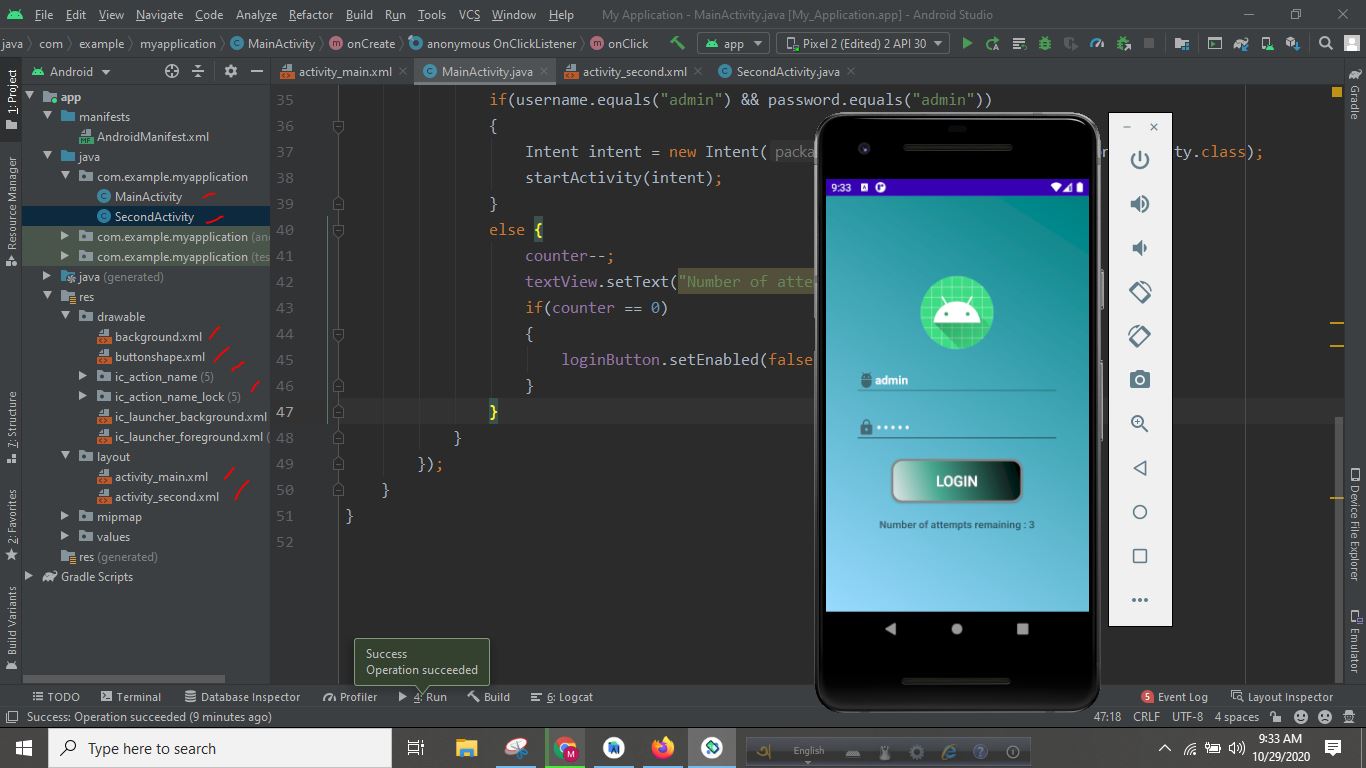 File Edit View Navigate Code Analyze Refactor Build Run Tools VCS Window Help My Application - MainActivity.java [My_Application.app] - Android Studio
java com example myapplication MainActivity onCreate anonymous OnClickListener onClick app Pixel 2 (Edited) 2 API 30
Android activity_main.xml MainActivity.java activity_second.xml SecondActivity.java
1: Project
Resource Manager
7: Structure
2: Favorites
Build Variants
app
manifests
AndroidManifest.xml
java
com.example.myapplication
MainActivity
SecondActivity
com.example.myapplication (an
com.example.myapplication (tes
java (generated)
res
drawable
background.xml
buttonshape.xml
ic_action_name (5)
ic_action_name_lock (5)
ic_launcher_background.xml
ic_launcher_foreground.xml (
layout
activity_main.xml
activity_second.xml
mipmap
values
res (generated)
Gradle Scripts
35 if(username.equals("admin") && password.equals("admin"))
36 {
37 Intent intent = new Intent( packa ty.class);
38 startActivity(intent);
39 }
40 else {
41 counter--;
42 textView.setText("Number of atte
43 if(counter == 0)
44 {
45 loginButton.setEnabled(false
46 }
47 }
48 }
49 });
50 }
51 }
52
9:33
admin
•••••
LOGIN
Number of attempts remaining : 3
Gradle
Device File Explorer
Emulator
Success
Operation succeeded
TODO Terminal Database Inspector Profiler 4: Run Build 6: Logcat 5 Event Log Layout Inspector
Success: Operation succeeded (9 minutes ago) 47:18 CRLF UTF-8 4 spaces
Type here to search English 9:33 AM
10/29/2020